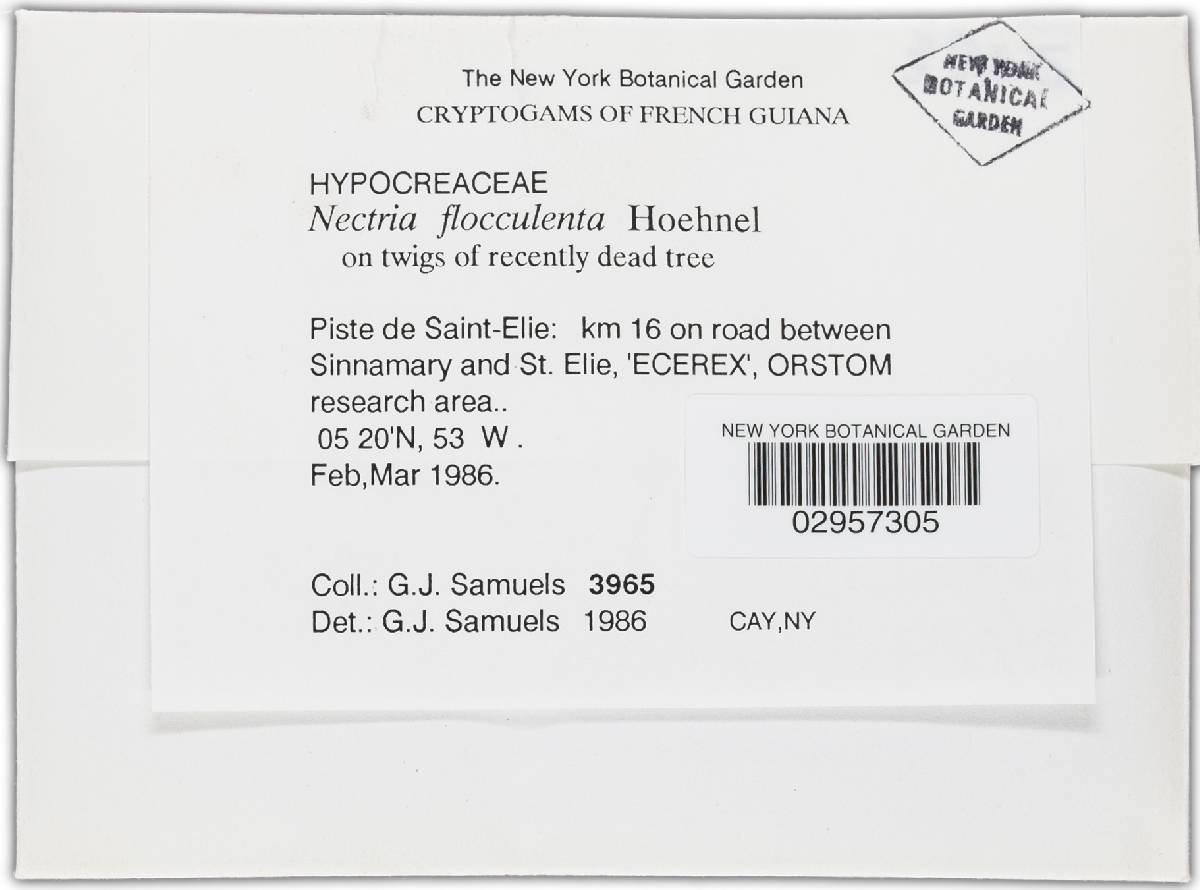 The New York Botanical Garden
CRYPTOGAMS OF FRENCH GUIANA
NEW YORK
BOTANICAL
GARDEN
HYPOCREACEAE
Nectria flocculenta Hoehnel
on twigs of recently dead tree
Piste de Saint-Elie: km 16 on road between
Sinnamary and St. Elie, 'ECEREX', ORSTOM
research area..
05 20'N, 53 W .
Feb,Mar 1986.
NEW YORK BOTANICAL GARDEN
02957305
Coll.: G.J. Samuels 3965
Det.: G.J. Samuels 1986 CAY,NY